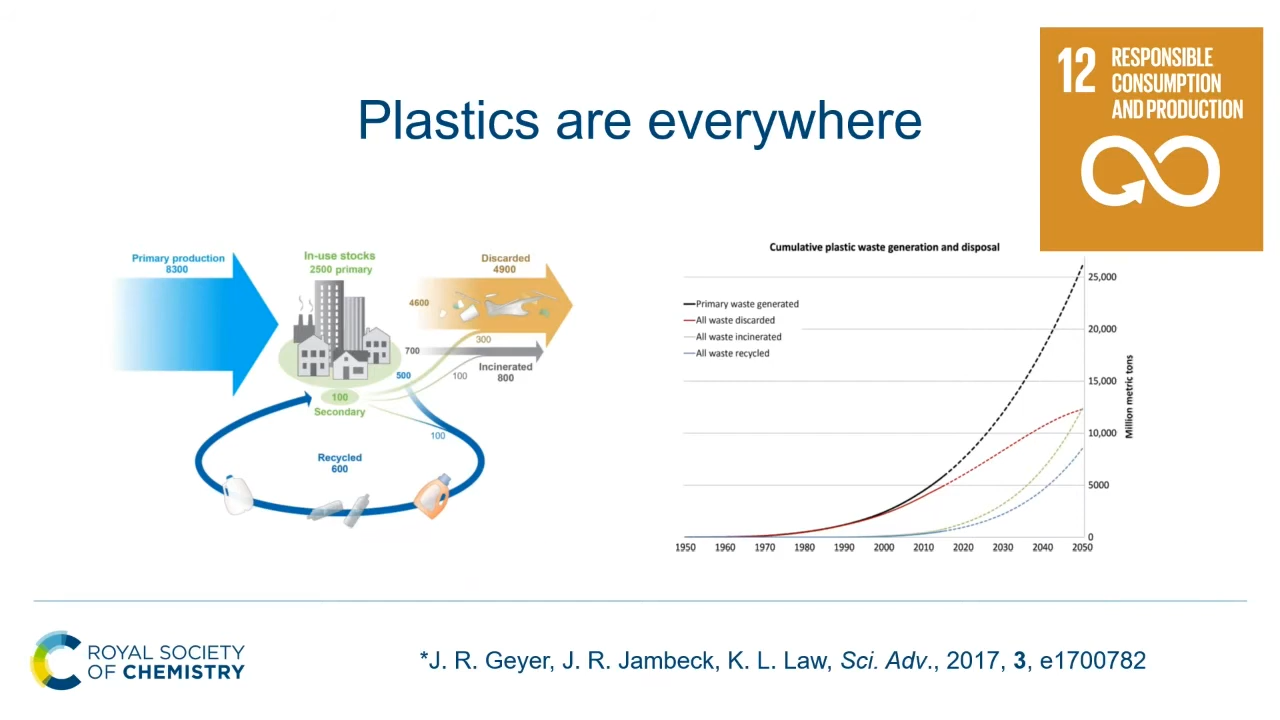 12 RESPONSIBLE
CONSUMPTION
AND PRODUCTION
Plastics are everywhere
Primary production
8300
In-use stocks
2500 primary
Discarded
4900
4600
300
700
Incinerated
800
500
100
100
Secondary
100
Recycled
600
Cumulative plastic waste generation and disposal
Primary waste generated
All waste discarded
All waste incinerated
All waste recycled
25,000
20,000
15,000
10,000
5000
0
Million metric tons
1950 1960 1970 1980 1990 2000 2010 2020 2030 2040 2050
ROYAL SOCIETY
OF CHEMISTRY
*J. R. Geyer, J. R. Jambeck, K. L. Law, Sci. Adv., 2017, 3, e1700782